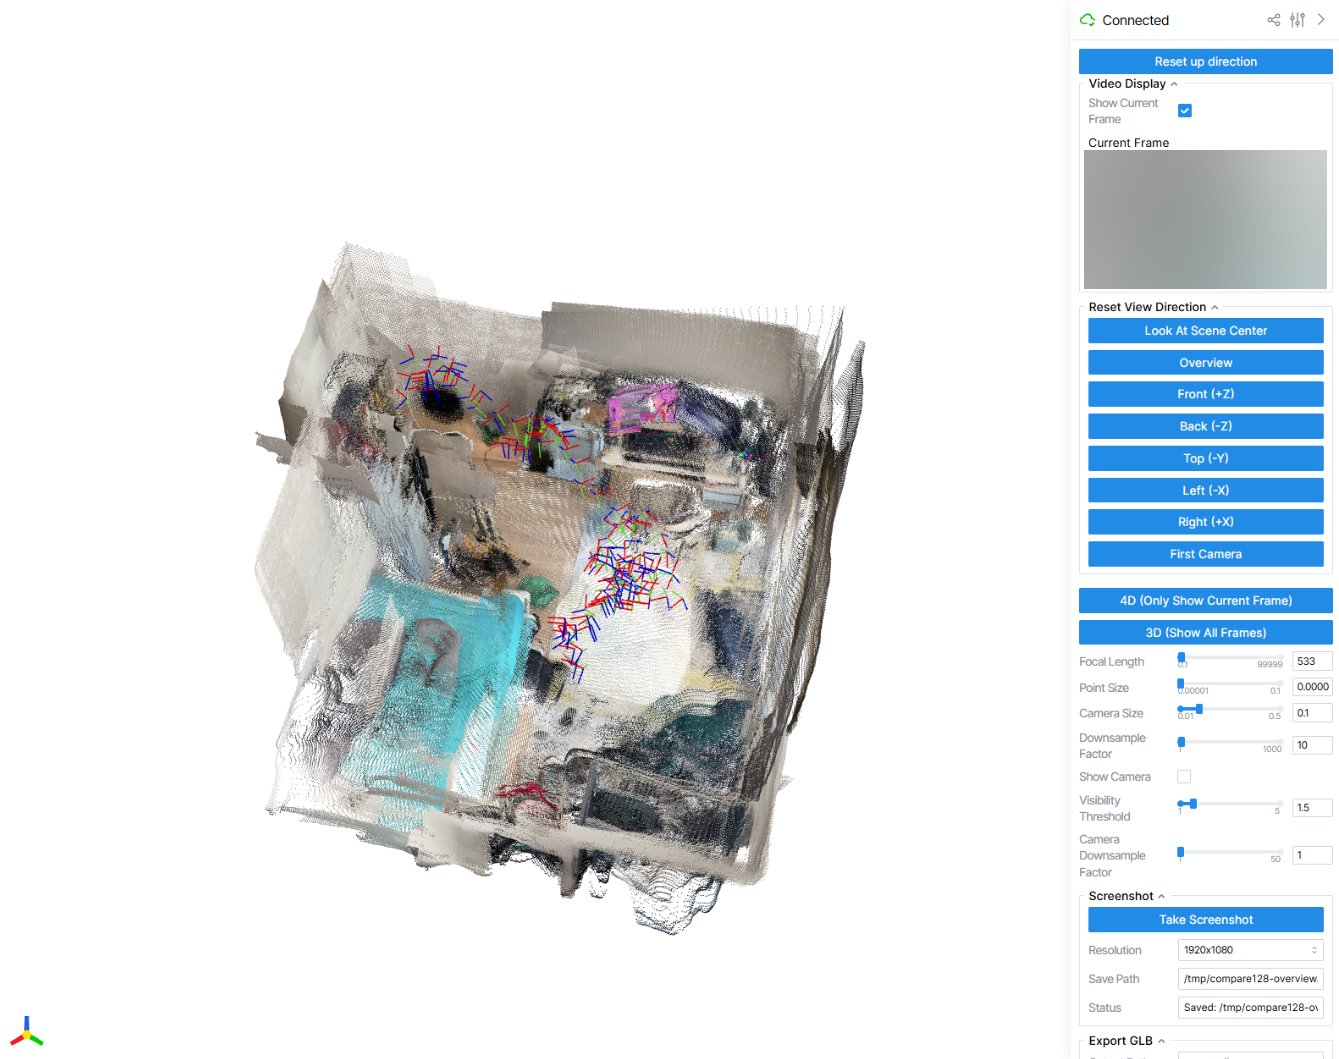 Connected
Reset up direction
Video Display
Show Current
Frame
Current Frame
Reset View Direction
Look At Scene Center
Overview
Front (+Z)
Back (-Z)
Top (-Y)
Left (-X)
Right (+X)
First Camera
4D (Only Show Current Frame)
3D (Show All Frames)
Focal Length
0.1
99999
533
Point Size
0.00001
0.1
0.0000
Camera Size
0.01
0.5
0.1
Downsample
Factor
1
1000
10
Show Camera
Visibility
Threshold
1
5
1.5
Camera
Downsample
Factor
1
50
1
Screenshot
Take Screenshot
Resolution
1920x1080
Save Path
/tmp/compare128-overview.
Status
Saved: /tmp/compare128-ov
Export GLB